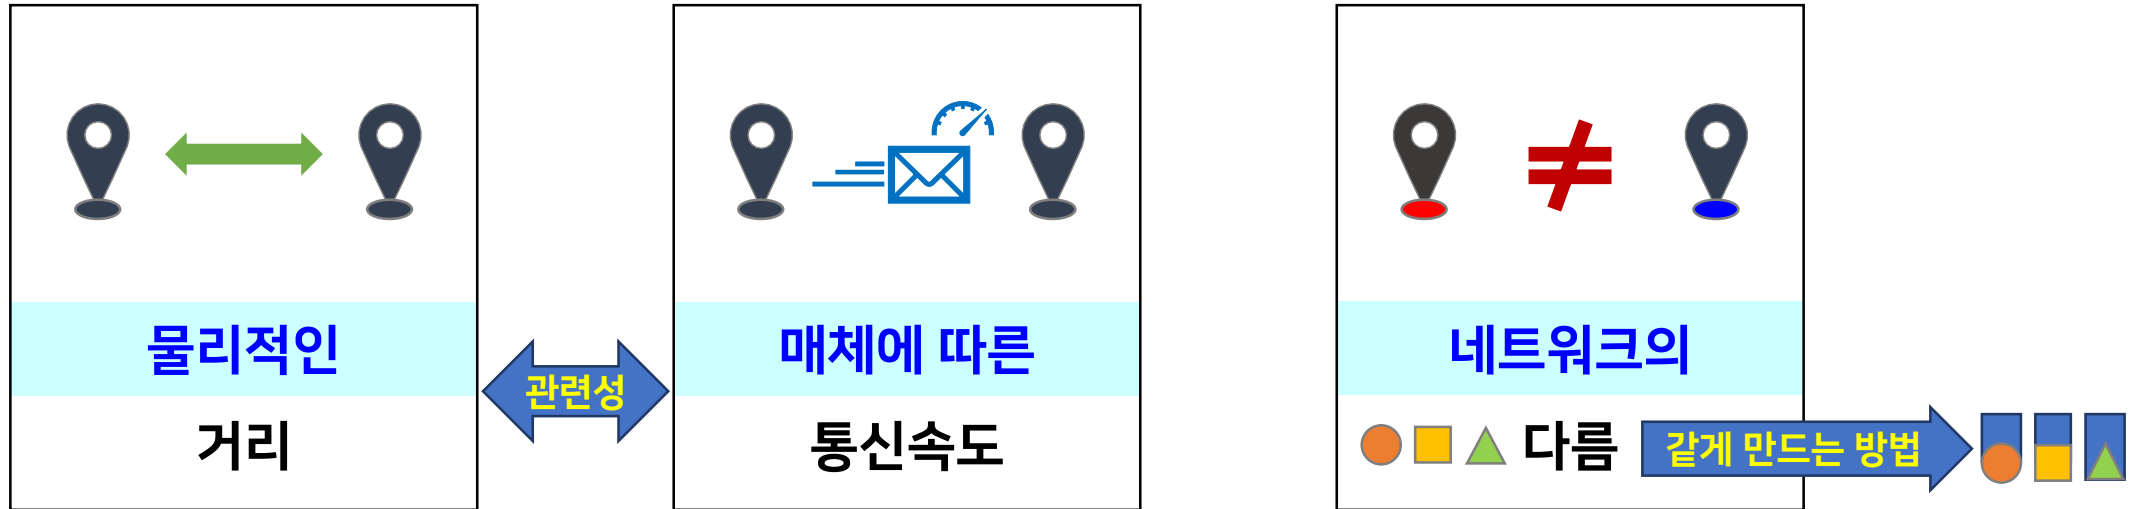 물리적인
거리
관련성
매체에 따른
통신속도
네트워크의
다름
같게 만드는 방법